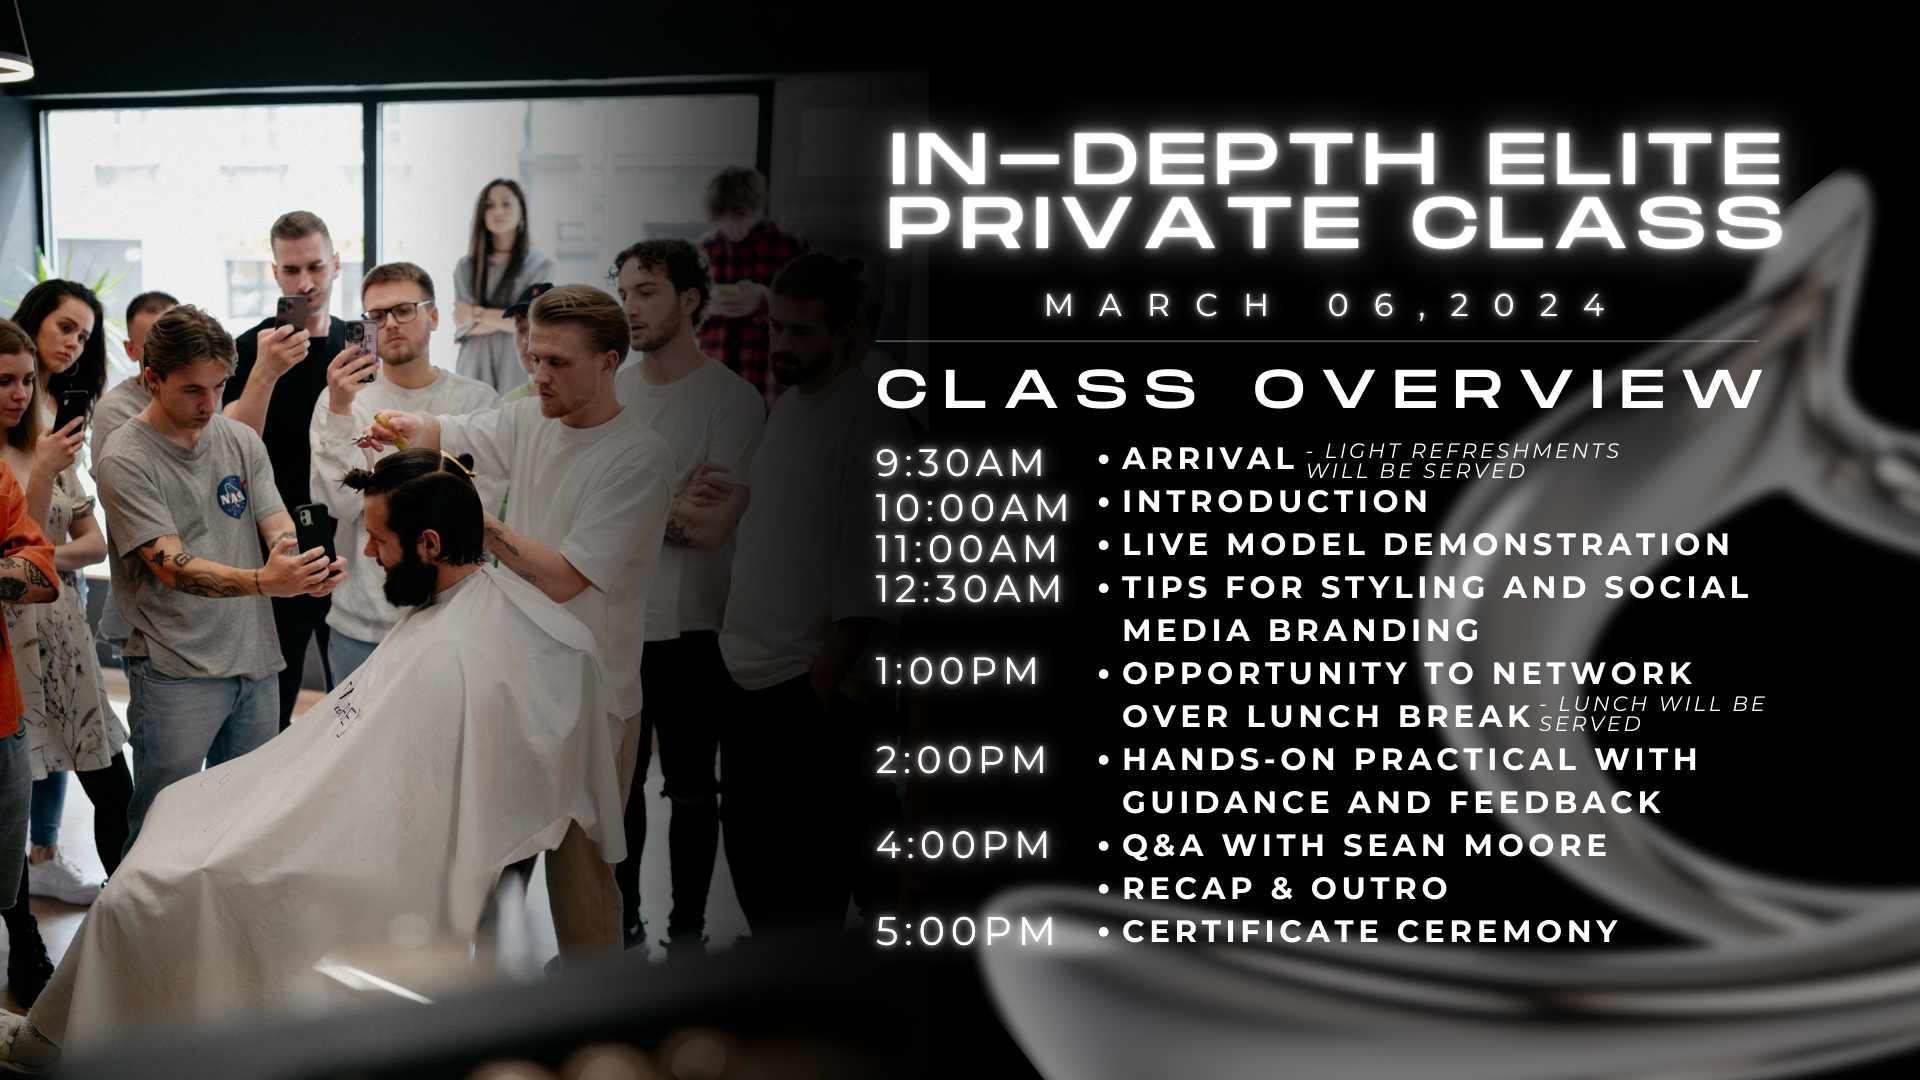 IN–DEPTH ELITE
PRIVATE CLASS
MARCH 06,2024
CLASS OVERVIEW
9:30AM • ARRIVAL - LIGHT REFRESHMENTS
WILL BE SERVED
10:00AM • INTRODUCTION
11:00AM • LIVE MODEL DEMONSTRATION
12:30AM • TIPS FOR STYLING AND SOCIAL
MEDIA BRANDING
1:00PM • OPPORTUNITY TO NETWORK
OVER LUNCH BREAK - LUNCH WILL BE
SERVED
2:00PM • HANDS-ON PRACTICAL WITH
GUIDANCE AND FEEDBACK
4:00PM • Q&A WITH SEAN MOORE
• RECAP & OUTRO
5:00PM • CERTIFICATE CEREMONY
NASA